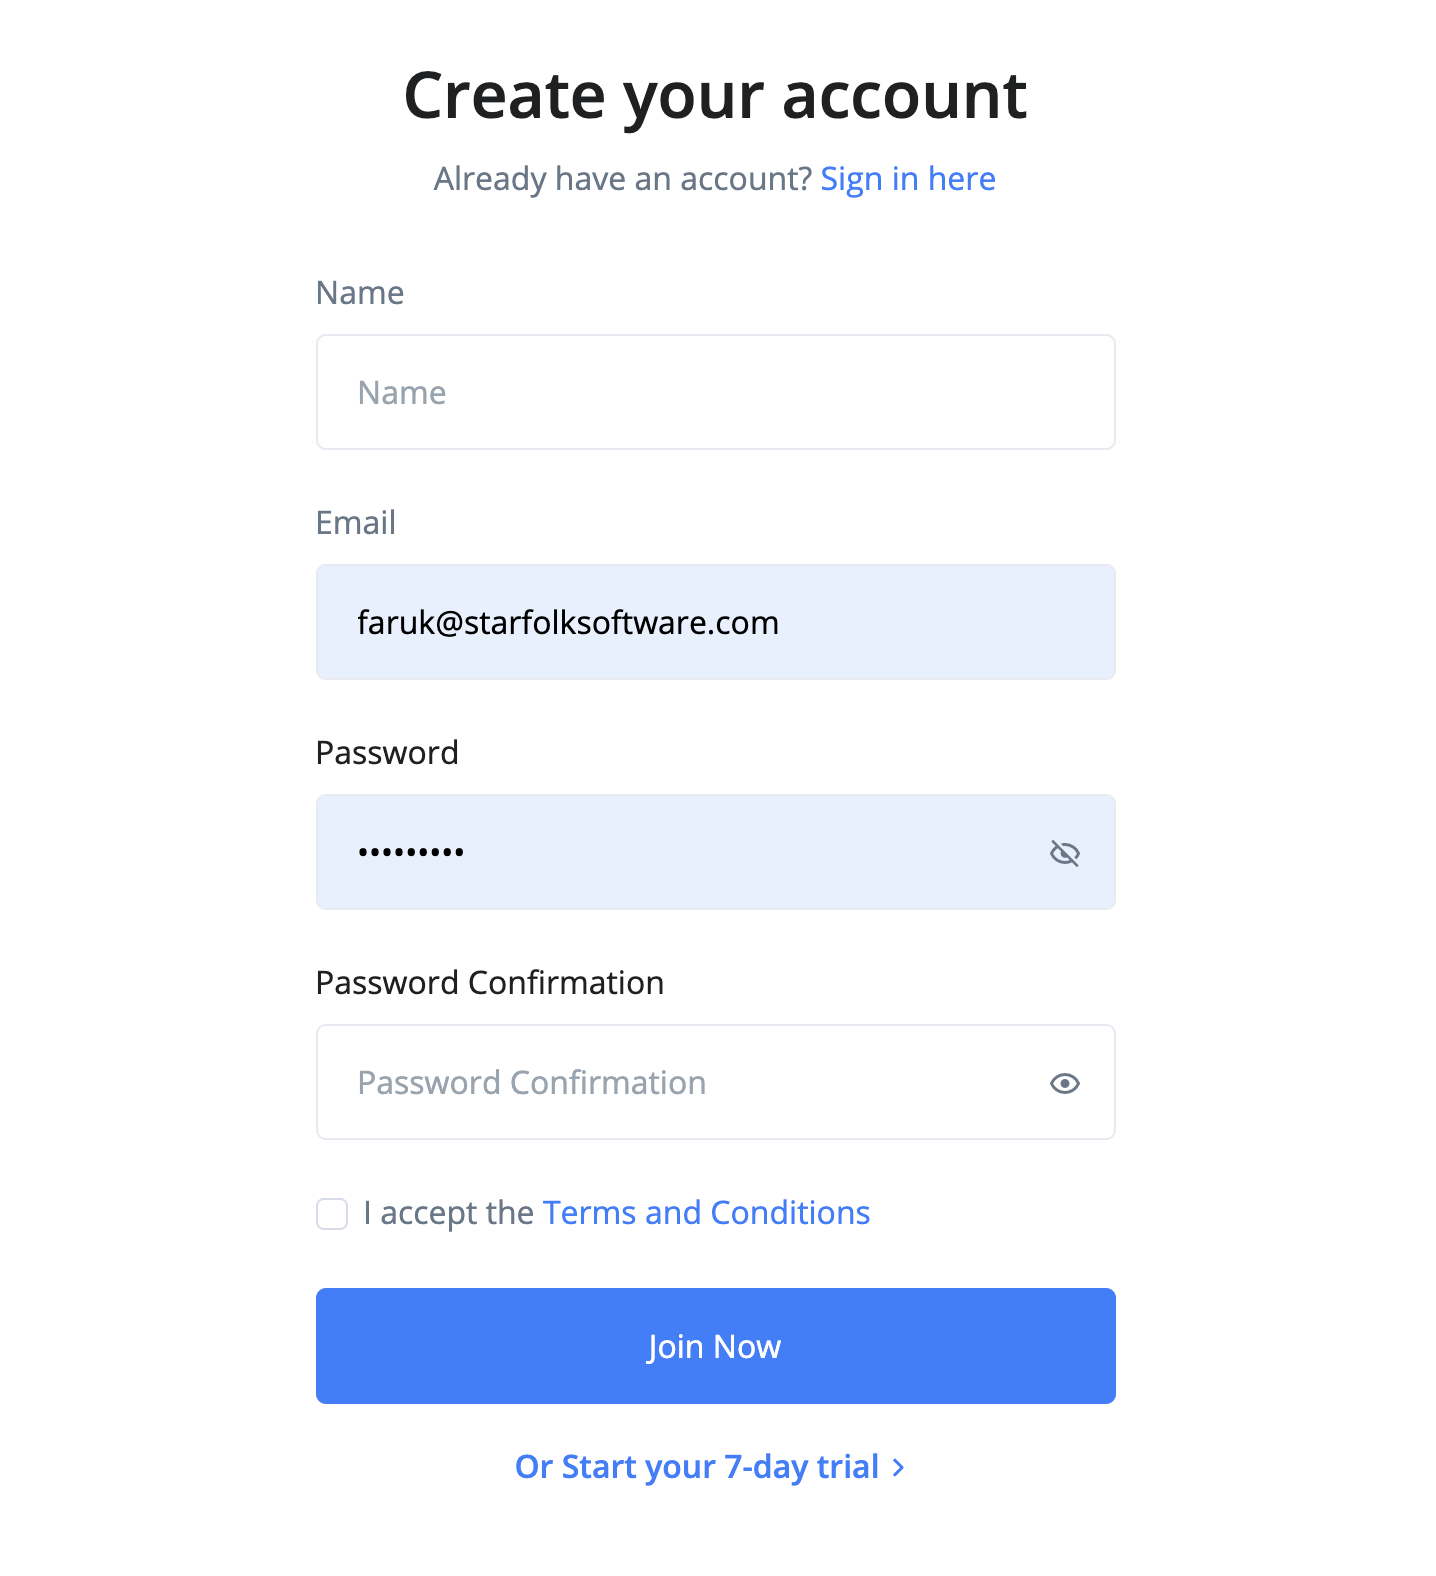 Create your account
Already have an account? Sign in here
Name
Name
Email
faruk@starfolksoftware.com
Password
•••••••••
Password Confirmation
Password Confirmation
I accept the Terms and Conditions
Join Now
Or Start your 7-day trial